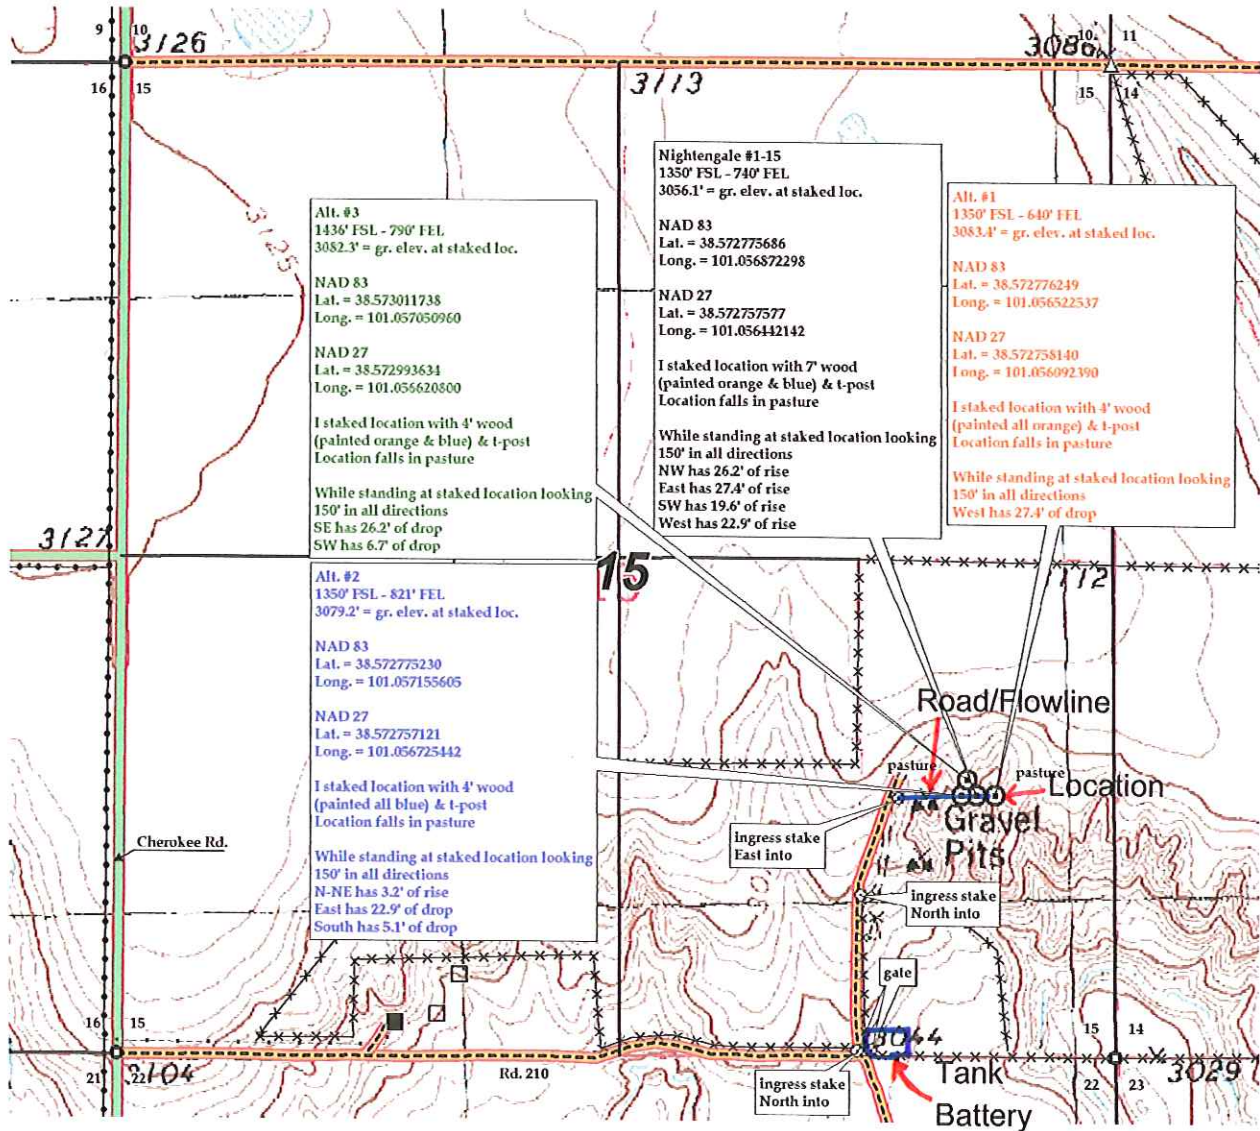 9 10
3126
3086
10 11
16 15
15 14
3113
3125
Nightengale #1-15
1350' FSL - 740' FEL
3056.1' = gr. elev. at staked loc.
NAD 83
Lat. = 38.572775686
Long. = 101.056872298
NAD 27
Lat. = 38.572757577
Long. = 101.056442142
I staked location with 7' wood
(painted orange & blue) & t-post
Location falls in pasture
While standing at staked location looking
150' in all directions
NW has 26.2' of rise
East has 27.4' of rise
SW has 19.6' of rise
West has 22.9' of rise
Alt. #1
1350' FSL - 640' FEL
3083.4' = gr. elev. at staked loc.
NAD 83
Lat. = 38.572776249
Long. = 101.056522537
NAD 27
Lat. = 38.572758140
Long. = 101.056092390
I staked location with 4' wood
(painted all orange) & t-post
Location falls in pasture
While standing at staked location looking
150' in all directions
West has 27.4' of drop
Alt. #3
1436' FSL - 790' FEL
3082.3' = gr. elev. at staked loc.
NAD 83
Lat. = 38.573011738
Long. = 101.057050960
NAD 27
Lat. = 38.572993634
Long. = 101.056620800
I staked location with 4' wood
(painted orange & blue) & t-post
Location falls in pasture
While standing at staked location looking
150' in all directions
SE has 26.2' of drop
SW has 6.7' of drop
3127
15
Alt. #2
1350' FSL - 821' FEL
3079.2' = gr. elev. at staked loc.
NAD 83
Lat. = 38.572775230
Long. = 101.057155605
NAD 27
Lat. = 38.572757121
Long. = 101.056725442
I staked location with 4' wood
(painted all blue) & t-post
Location falls in pasture
While standing at staked location looking
150' in all directions
N-NE has 3.2' of rise
East has 22.9' of drop
South has 5.1' of drop
Road/Flowline
pasture
pasture
Location
Gravel
Pits
ingress stake
East into
Cherokee Rd.
ingress stake
North into
gate
16 15
15 14
3044
21 22
3104
Rd. 210
22 23
3029
ingress stake
North into
Tank
Battery